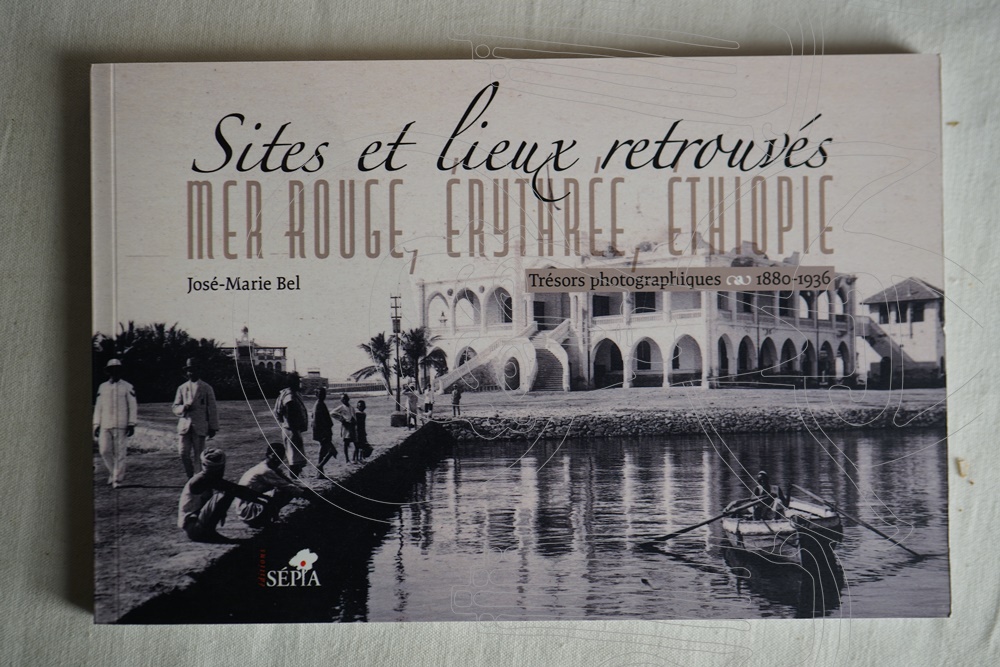 Sites et lieux retrouvés
MER ROUGE, ÉRYTHRÉE, ÉTHIOPIE
José-Marie Bel
Trésors photographiques 1880-1936
éditions
SÉPIA